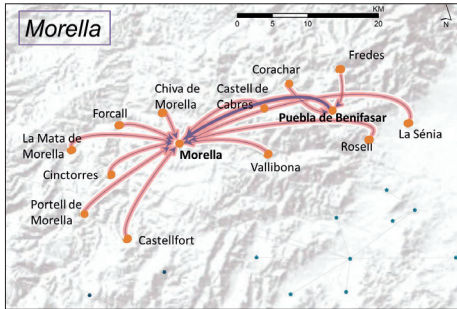 Morella
KM
0 5 10 20
N
Fredes
Corachar
Chiva de
Morella
Castell de
Cabres
Forcall
Puebla de Benifasar
La Sénia
La Mata de
Morella
Morella
Rosell
Vallibona
Cinctorres
Portell de
Morella
Castellfort